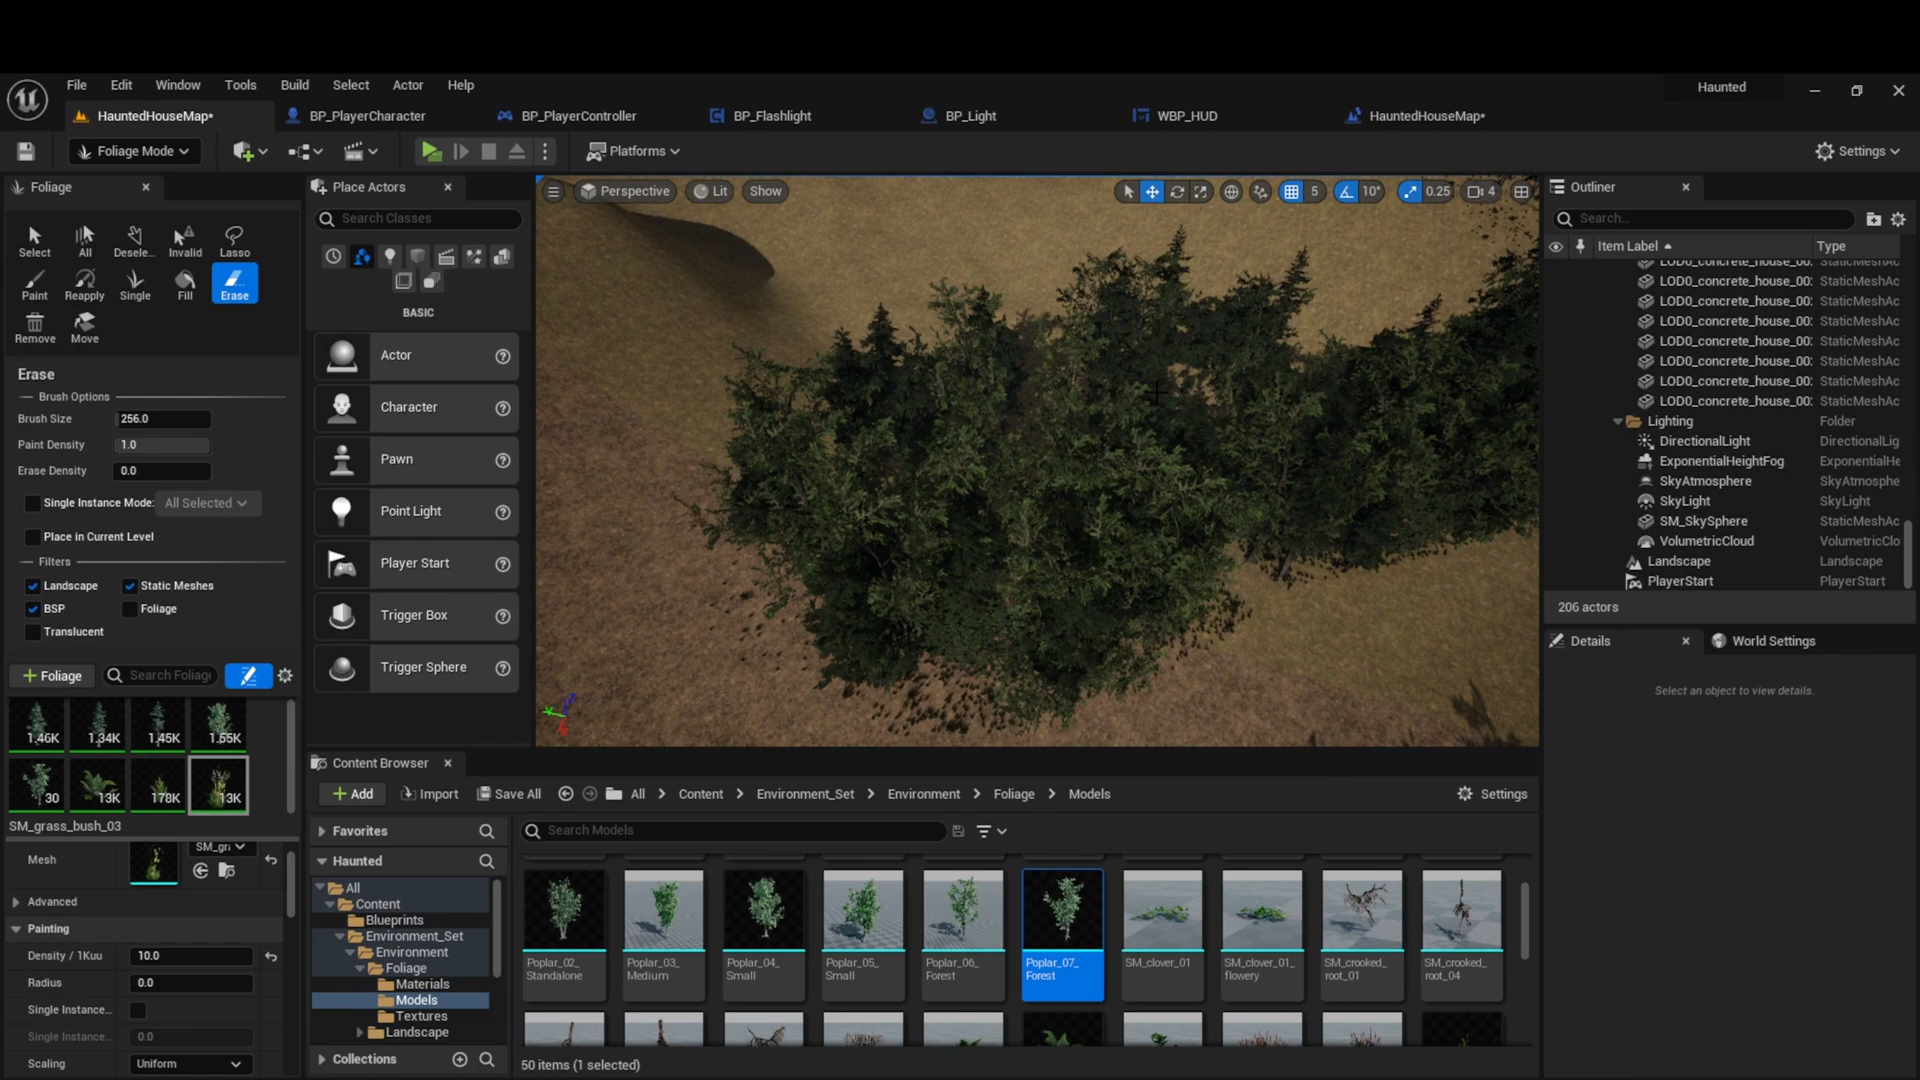 File Edit Window Tools Build Select Actor Help
Haunted
HauntedHouseMap* BP_PlayerCharacter BP_PlayerController BP_Flashlight BP_Light WBP_HUD HauntedHouseMap*
Foliage Mode Platforms Settings
Foliage
Select All Desele... Invalid Lasso
Paint Reapply Single Fill Erase
Remove Move
Erase
Brush Options
Brush Size 256.0
Paint Density 1.0
Erase Density 0.0
Single Instance Mode: All Selected
Place in Current Level
Filters
Landscape Static Meshes
BSP Foliage
Translucent
Foliage Search Foliag
1.46K 1.34K 1.45K 1.55K
30 13K 178K 13K
SM_grass_bush_03
Mesh SM_gra
Advanced
Painting
Density / 1Kuu 10.0
Radius 0.0
Single Instance...
Single Instance... 0.0
Scaling Uniform
Place Actors
Search Classes
BASIC
Actor
Character
Pawn
Point Light
Player Start
Trigger Box
Trigger Sphere
Perspective Lit Show 5 10° 0.25 4
Outliner
Search...
Item Label Type
LOD0_concrete_house_00: StaticMeshAc
LOD0_concrete_house_00: StaticMeshAc
LOD0_concrete_house_00: StaticMeshAc
LOD0_concrete_house_00: StaticMeshAc
LOD0_concrete_house_00: StaticMeshAc
LOD0_concrete_house_00: StaticMeshAc
LOD0_concrete_house_00: StaticMeshAc
LOD0_concrete_house_00: StaticMeshAc
Lighting Folder
DirectionalLight DirectionalLig
ExponentialHeightFog ExponentialHe
SkyAtmosphere SkyAtmosphe
SkyLight SkyLight
SM_SkySphere StaticMeshAc
VolumetricCloud VolumetricClo
Landscape Landscape
PlayerStart PlayerStart
206 actors
Details World Settings
Select an object to view details.
Content Browser
Add Import Save All All Content Environment_Set Environment Foliage Models Settings
Favorites
Haunted
All
Content
Blueprints
Environment_Set
Environment
Foliage
Materials
Models
Textures
Landscape
Collections
Search Models
Poplar_02_
Standalone
Poplar_03_
Medium
Poplar_04_
Small
Poplar_05_
Small
Poplar_06_
Forest
Poplar_07_
Forest
SM_clover_01
SM_clover_01_
flowery
SM_crooked_
root_01
SM_crooked_
root_04
50 items (1 selected)